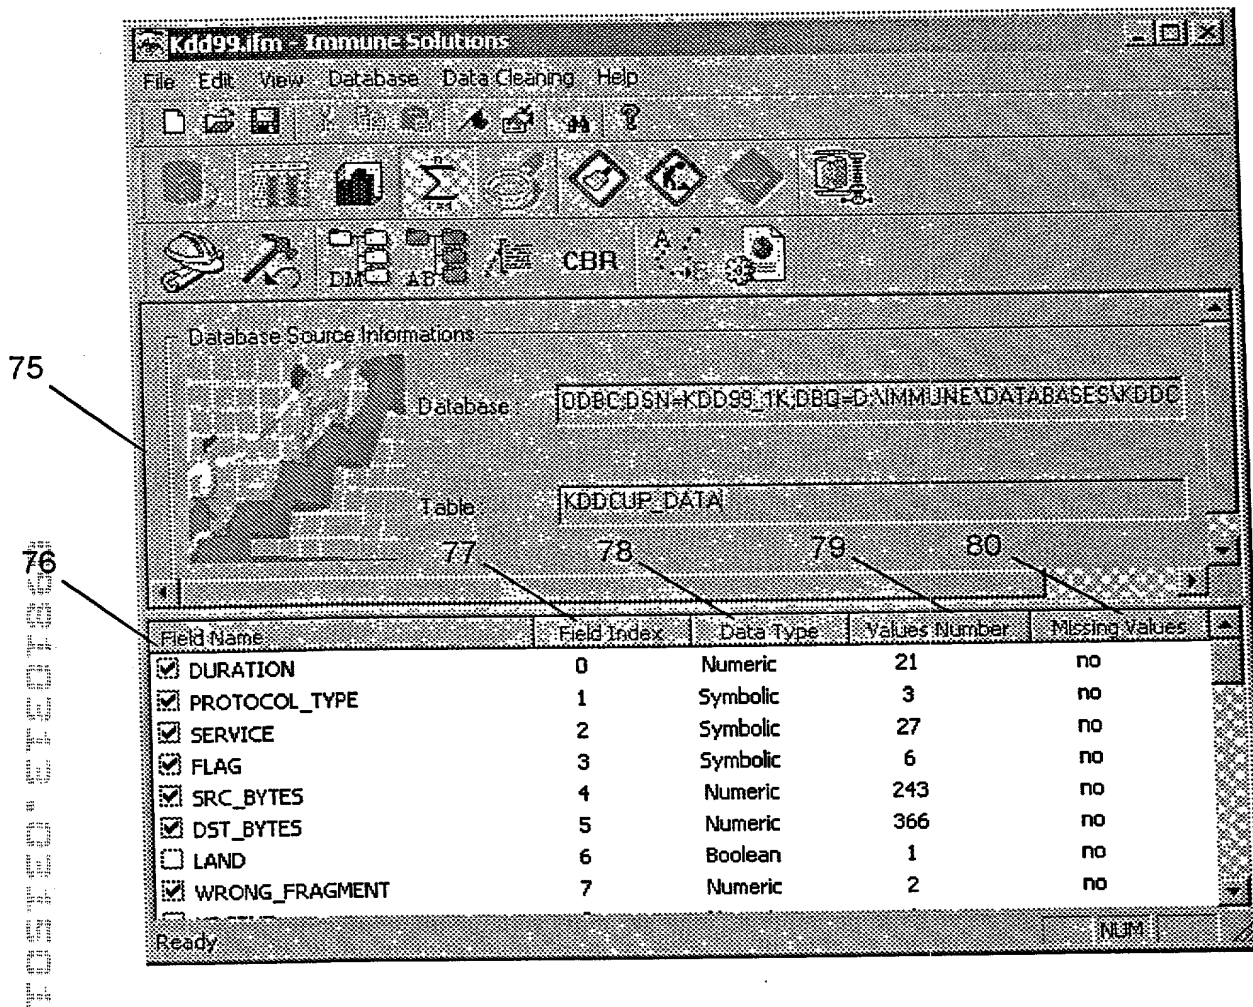 Kdd99.ifm - Immune Solutions
File Edit View Database Data Cleaning Help
n
Σ
i=1
DM AB CBR A B
Database Source Informations
75
Database ODBC;DSN=KDD99_1K;DBQ=D:\IMMUNE\DATABASES\KDDC
Table KDDCUP_DATA
76 77 78 79 80
Field Name Field Index Data Type Values Number Missing Values
DURATION 0 Numeric 21 no
PROTOCOL_TYPE 1 Symbolic 3 no
SERVICE 2 Symbolic 27 no
FLAG 3 Symbolic 6 no
SRC_BYTES 4 Numeric 243 no
DST_BYTES 5 Numeric 366 no
LAND 6 Boolean 1 no
WRONG_FRAGMENT 7 Numeric 2 no
Ready NUM